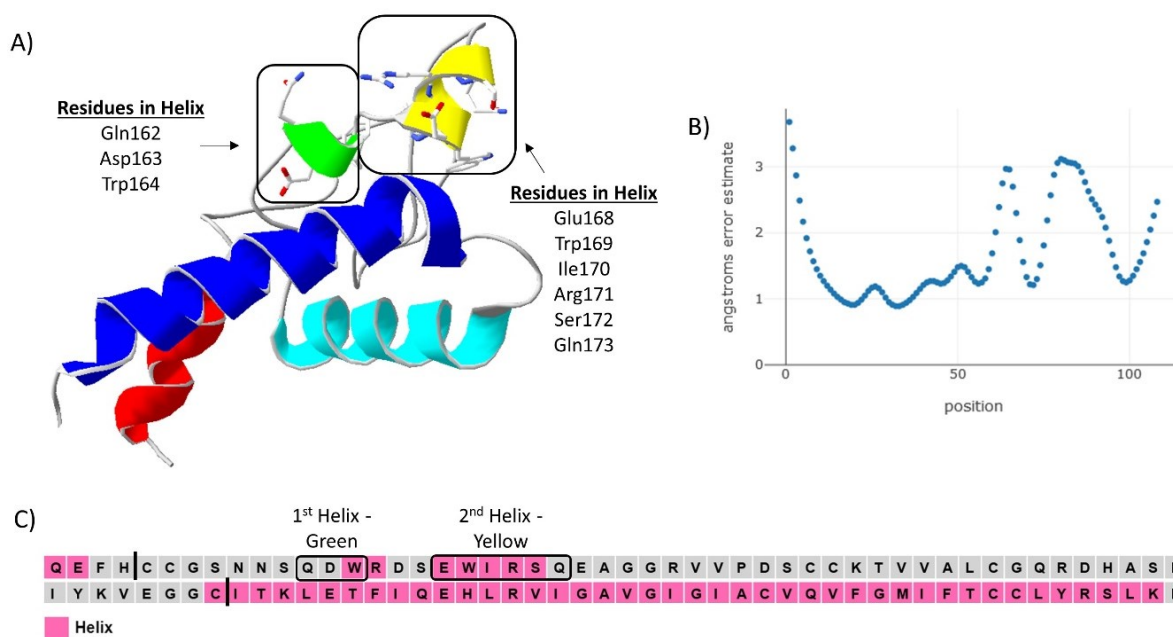 A)
Residues in Helix
Gln162
Asp163
Trp164
Residues in Helix
Glu168
Trp169
Ile170
Arg171
Ser172
Gln173
B)
angstroms error estimate
3
2
1
0
0 50 100
position
C)
1st Helix -
Green
2nd Helix -
Yellow
Q E F H C C G S N N S Q D W R D S E W I R S Q E A G G R V V P D S C C K T V V A L C G Q R D H A S
I Y K V E G G C I T K L E T F I Q E H L R V I G A V G I G I A C V Q V F G M I F T C C L Y R S L K
Helix